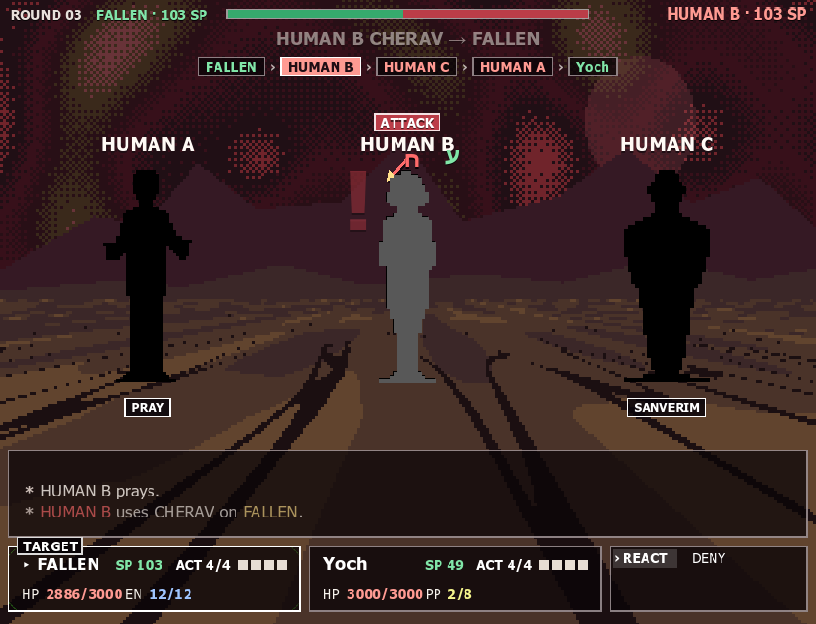 ROUND 03 FALLEN · 103 SP HUMAN B · 103 SP
HUMAN B CHERAV → FALLEN
FALLEN › HUMAN B › HUMAN C › HUMAN A › Yoch
ATTACK
HUMAN A HUMAN B HUMAN C
ח ע
!
PRAY SANVERIM
* HUMAN B prays.
* HUMAN B uses CHERAV on FALLEN.
TARGET
▸ FALLEN SP 103 ACT 4/4
HP 2886/3000 EN 12/12
Yoch SP 49 ACT 4/4
HP 3000/3000 PP 2/8
› REACT DENY